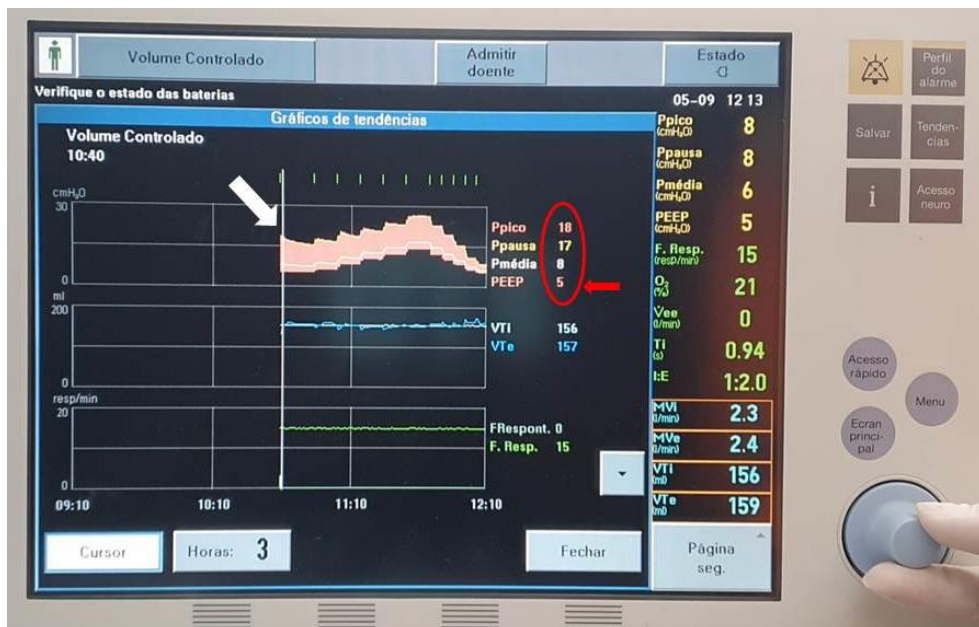 Volume Controlado
Admitir
doente
Estado
Verifique o estado das baterias
05-09 12 13
Gráficos de tendências
Volume Controlado
10:40
cmH₂O
30
0
Ppico 18
Ppausa 17
Pmédia 8
PEEP 5
ml
200
0
VTi 156
VTe 157
resp/min
20
0
FRespont. 0
F. Resp. 15
09:10 10:10 11:10 12:10
Cursor
Horas: 3
Fechar
Ppico 8
(cmH₂O)
Ppausa 8
(cmH₂O)
Pmédia 6
(cmH₂O)
PEEP 5
(cmH₂O)
F. Resp. 15
(resp/min)
O₂ 21
(%)
V̇ee 0
(l/min)
Ti 0.94
(s)
I:E 1:2.0
MVi 2.3
(l/min)
MVe 2.4
(l/min)
VTi 156
(ml)
VTe 159
(ml)
Página
seg.
Perfil
do
alarme
Salvar
Tendên-
cias
i
Acesso
neuro
Acesso
rápido
Menu
Ecran
princi-
pal